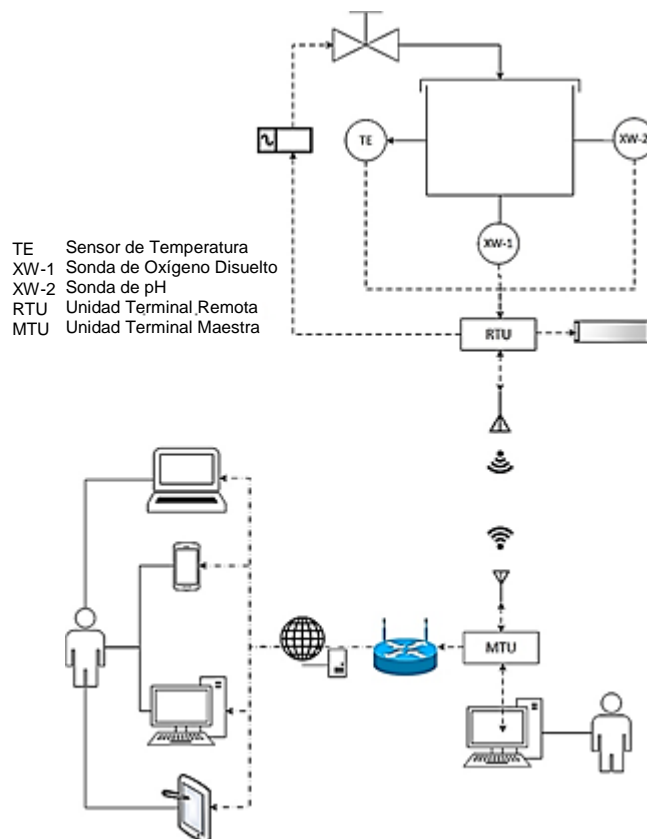 TE
XW-2
XW-1
TE Sensor de Temperatura
XW-1 Sonda de Oxígeno Disuelto
XW-2 Sonda de pH
RTU Unidad Terminal Remota
MTU Unidad Terminal Maestra
RTU
MTU